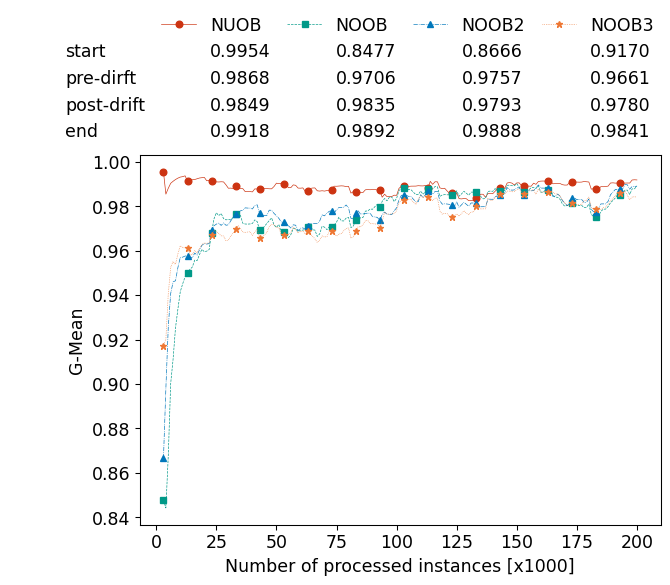 NUOB NOOB NOOB2 NOOB3
start 0.9954 0.8477 0.8666 0.9170
pre-dirft 0.9868 0.9706 0.9757 0.9661
post-drift 0.9849 0.9835 0.9793 0.9780
end 0.9918 0.9892 0.9888 0.9841
1.00
0.98
0.96
0.94
0.92
0.90
0.88
0.86
0.84
G-Mean
0 25 50 75 100 125 150 175 200
Number of processed instances [x1000]